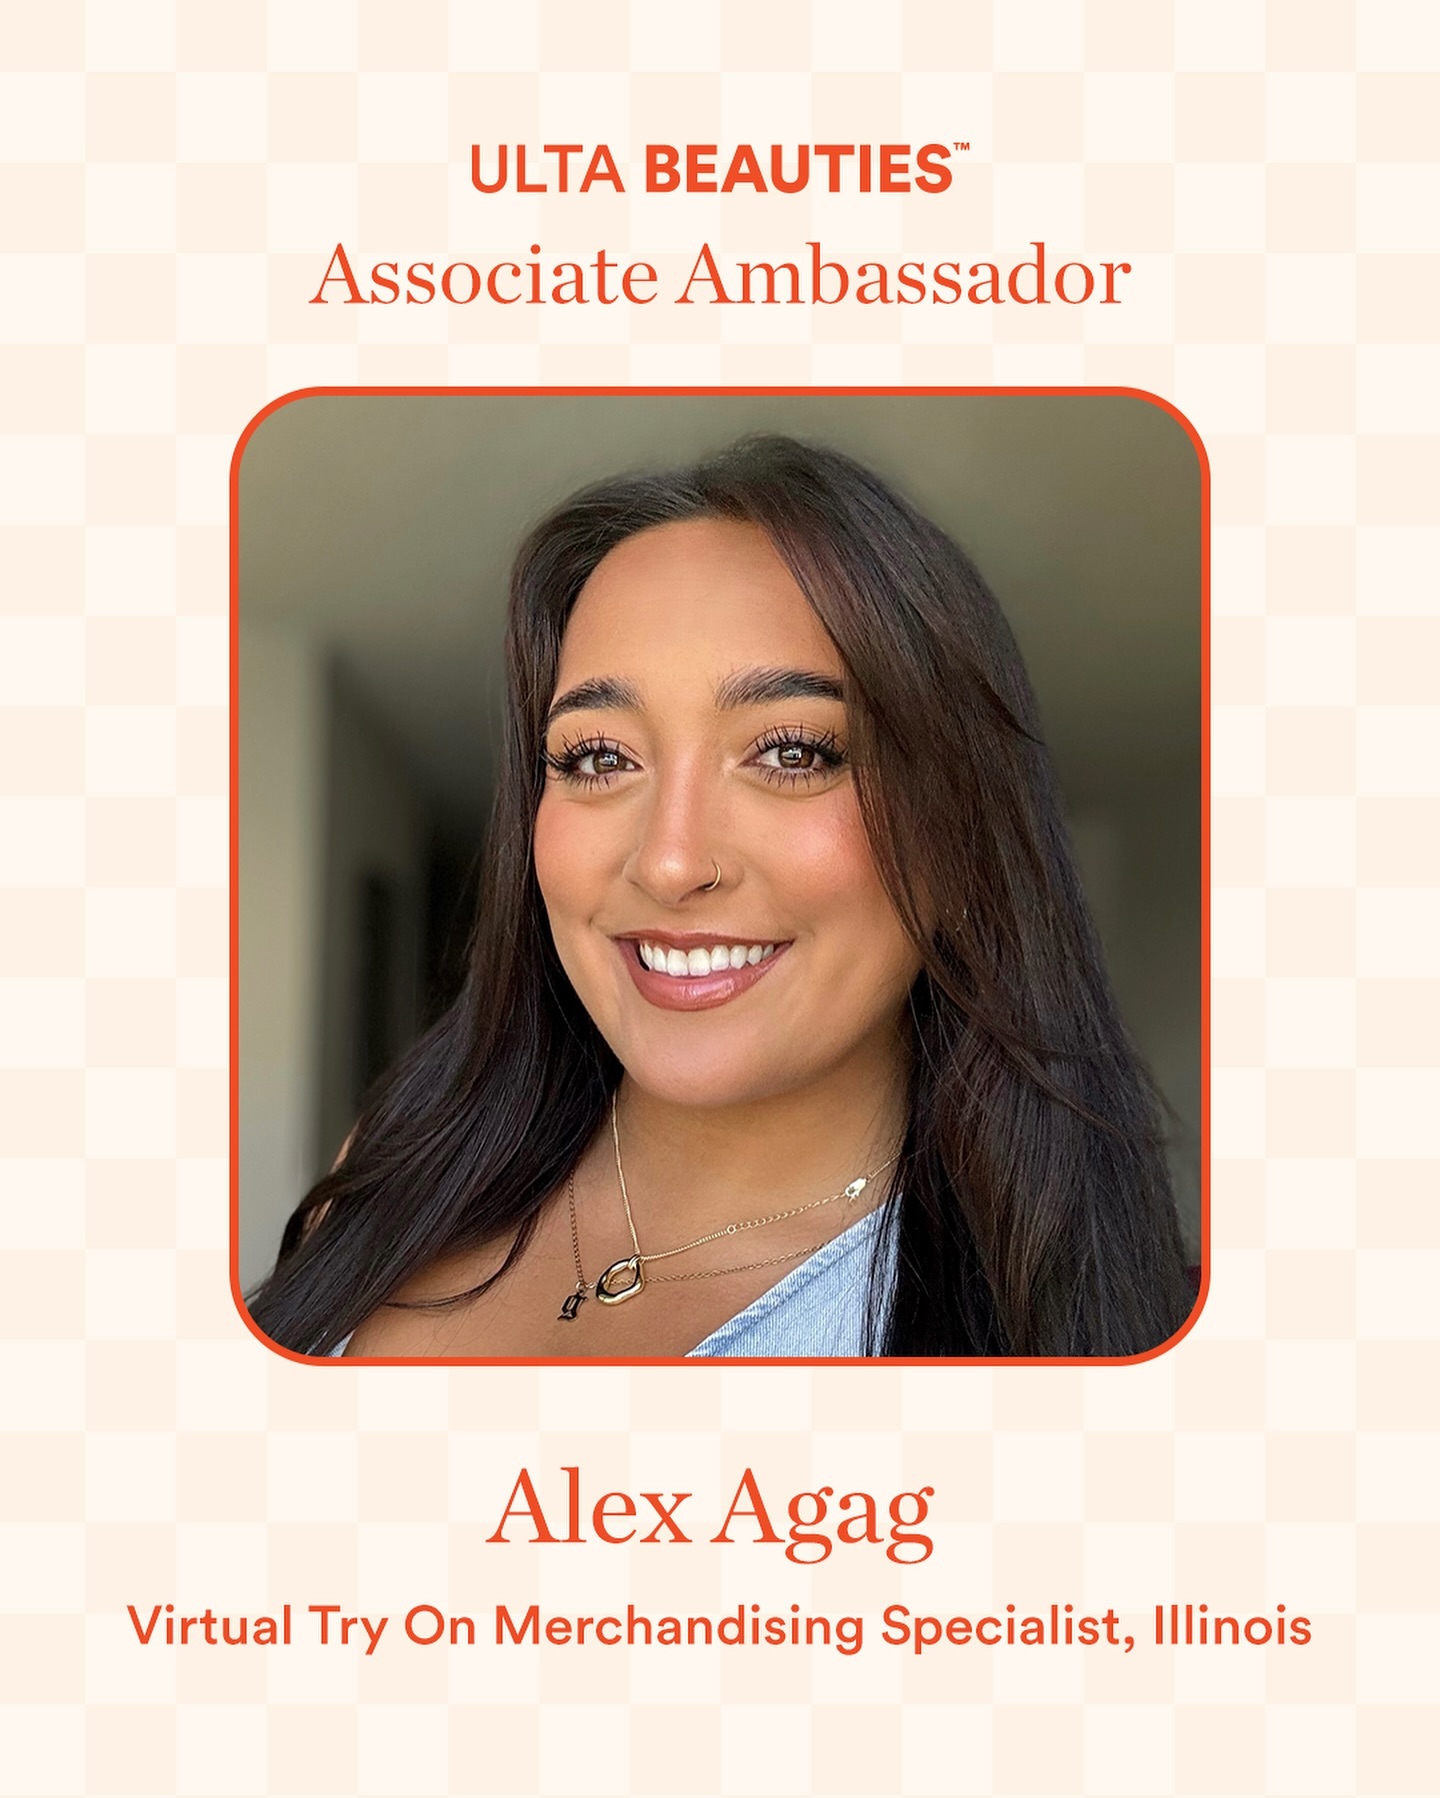 ULTA BEAUTIES™
Associate Ambassador
g
Alex Agag
Virtual Try On Merchandising Specialist, Illinois